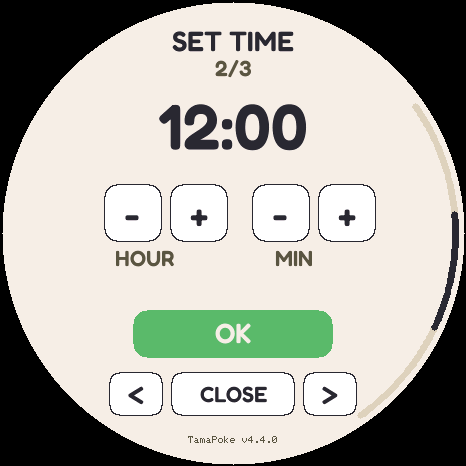 SET TIME
2/3
12:00
- + - +
HOUR MIN
OK
< CLOSE >
TamaPoke v4.4.0